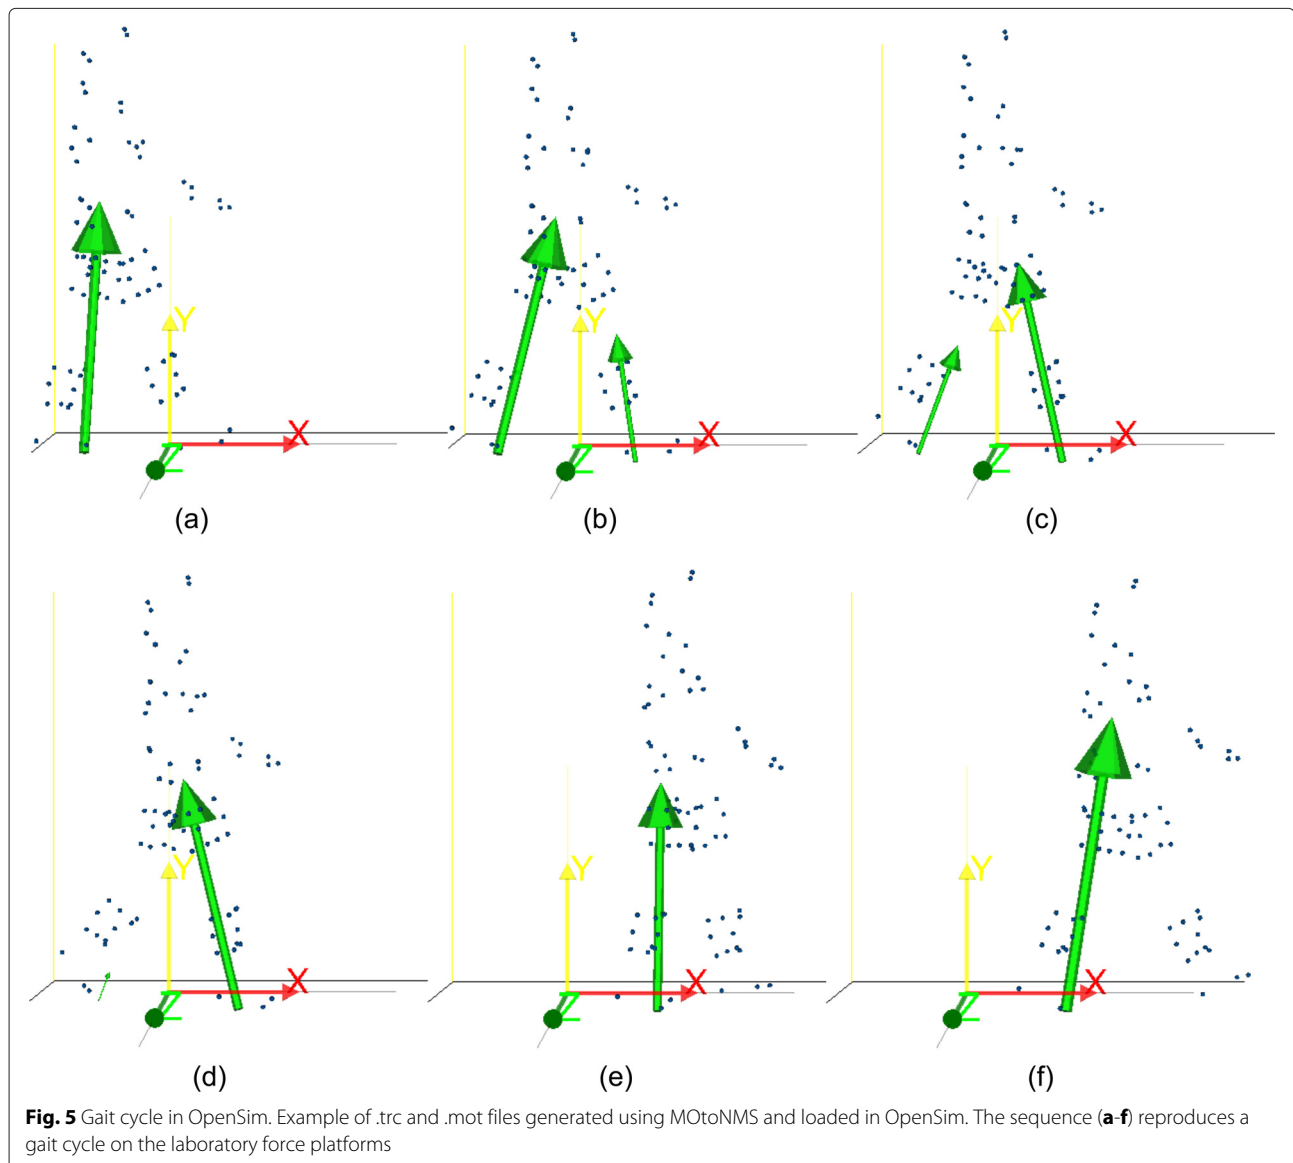 Y
X
Z
(a)
Y
X
Z
(b)
Y
X
Z
(c)
Y
X
Z
(d)
Y
X
Z
(e)
Y
X
Z
(f)
Fig. 5 Gait cycle in OpenSim. Example of .trc and .mot files generated using MOtoNMS and loaded in OpenSim. The sequence (a-f) reproduces a
gait cycle on the laboratory force platforms